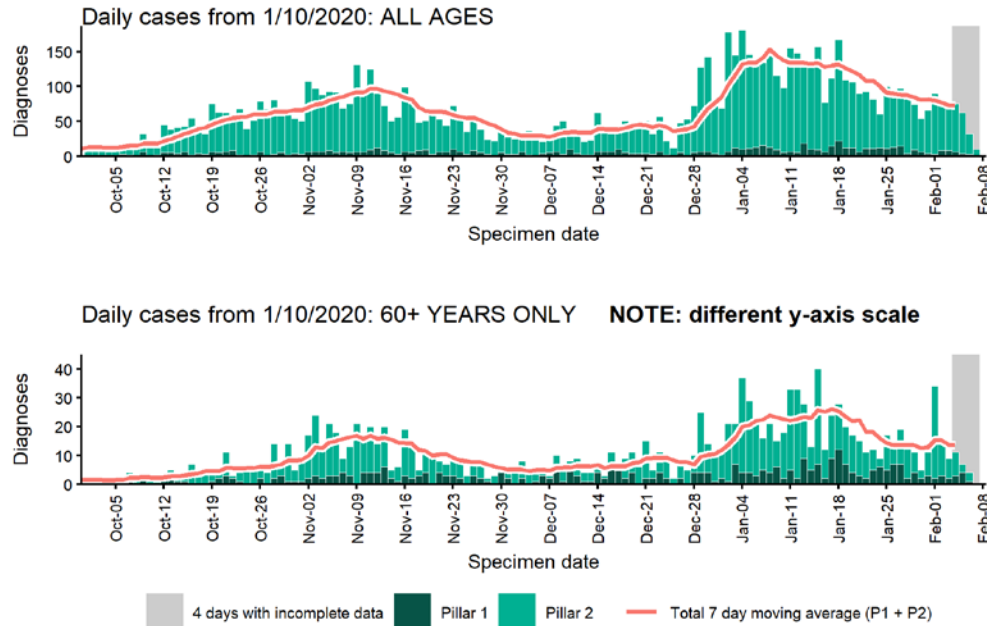 Daily cases from 1/10/2020: ALL AGES
Diagnoses
150
100
50
0
Oct-05 Oct-12 Oct-19 Oct-26 Nov-02 Nov-09 Nov-16 Nov-23 Nov-30 Dec-07 Dec-14 Dec-21 Dec-28 Jan-04 Jan-11 Jan-18 Jan-25 Feb-01 Feb-08
Specimen date
Daily cases from 1/10/2020: 60+ YEARS ONLY NOTE: different y-axis scale
Diagnoses
40
30
20
10
0
Oct-05 Oct-12 Oct-19 Oct-26 Nov-02 Nov-09 Nov-16 Nov-23 Nov-30 Dec-07 Dec-14 Dec-21 Dec-28 Jan-04 Jan-11 Jan-18 Jan-25 Feb-01 Feb-08
Specimen date
4 days with incomplete data Pillar 1 Pillar 2 Total 7 day moving average (P1 + P2)